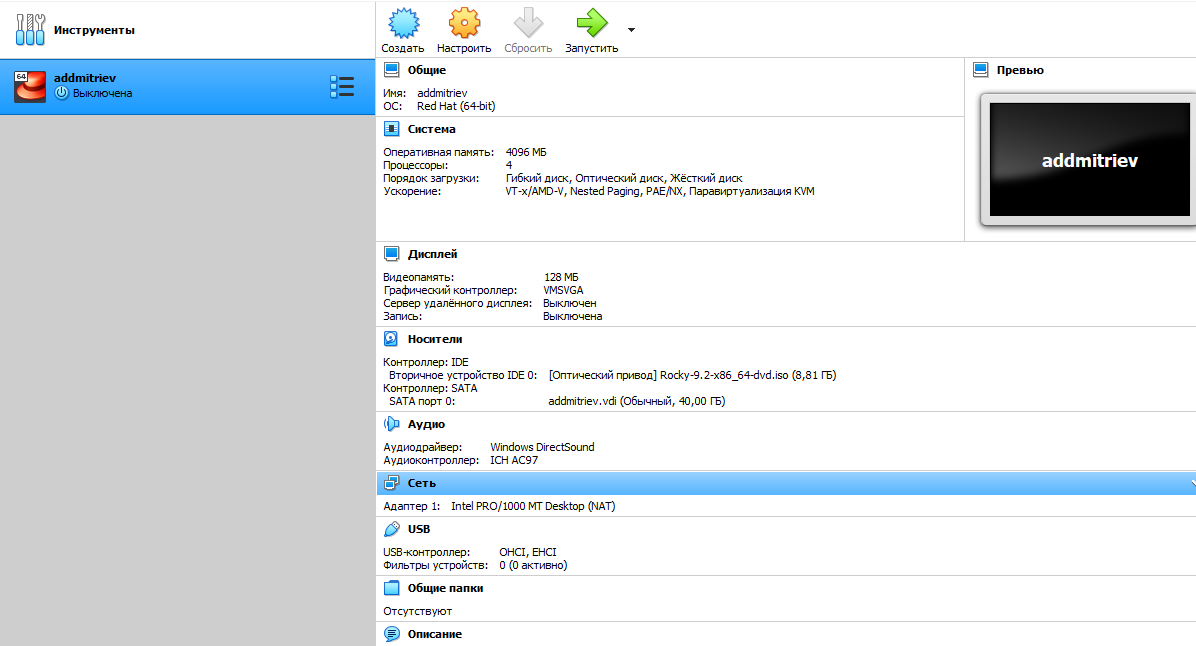 Инструменты
64
addmitriev
Выключена
Создать Настроить Сбросить Запустить
Общие
Имя: addmitriev
ОС: Red Hat (64-bit)
Превью
addmitriev
Система
Оперативная память: 4096 МБ
Процессоры: 4
Порядок загрузки: Гибкий диск, Оптический диск, Жёсткий диск
Ускорение: VT-x/AMD-V, Nested Paging, PAE/NX, Паравиртуализация KVM
Дисплей
Видеопамять: 128 МБ
Графический контроллер: VMSVGA
Сервер удалённого дисплея: Выключен
Запись: Выключена
Носители
Контроллер: IDE
Вторичное устройство IDE 0: [Оптический привод] Rocky-9.2-x86_64-dvd.iso (8,81 ГБ)
Контроллер: SATA
SATA порт 0: addmitriev.vdi (Обычный, 40,00 ГБ)
Аудио
Аудиодрайвер: Windows DirectSound
Аудиоконтроллер: ICH AC97
Сеть
Адаптер 1: Intel PRO/1000 MT Desktop (NAT)
USB
USB-контроллер: OHCI, EHCI
Фильтры устройств: 0 (0 активно)
Общие папки
Отсутствуют
Описание